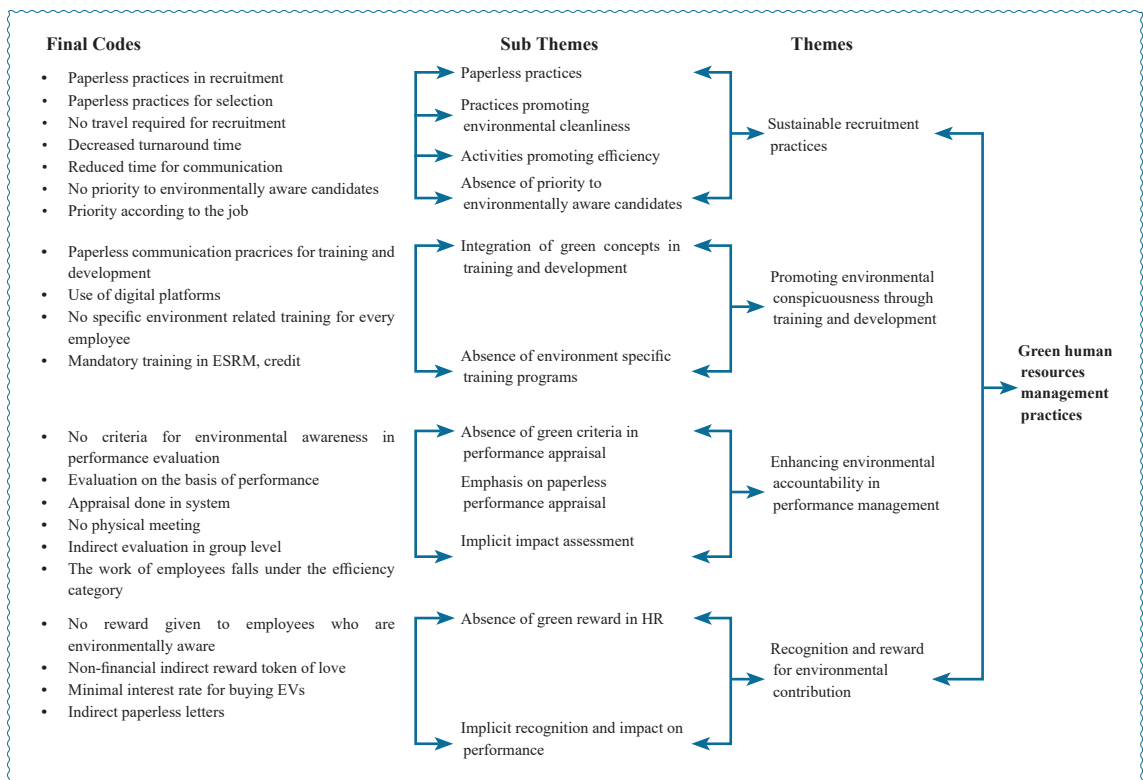 Final Codes
• Paperless practices in recruitment
• Paperless practices for selection
• No travel required for recruitment
• Decreased turnaround time
• Reduced time for communication
• No priority to environmentally aware candidates
• Priority according to the job
• Paperless communication pracrices for training and
development
• Use of digital platforms
• No specific environment related training for every
employee
• Mandatory training in ESRM, credit
• No criteria for environmental awareness in
performance evaluation
• Evaluation on the basis of performance
• Appraisal done in system
• No physical meeting
• Indirect evaluation in group level
• The work of employees falls under the efficiency
category
• No reward given to employees who are
environmentally aware
• Non-financial indirect reward token of love
• Minimal interest rate for buying EVs
• Indirect paperless letters
Sub Themes
Paperless practices
Practices promoting
environmental cleanliness
Activities promoting efficiency
Absence of priority to
environmentally aware candidates
Integration of green concepts in
training and development
Absence of environment specific
training programs
Absence of green criteria in
performance appraisal
Emphasis on paperless
performance appraisal
Implicit impact assessment
Absence of green reward in HR
Implicit recognition and impact on
performance
Themes
Sustainable recruitment
practices
Promoting environmental
conspicuousness through
training and development
Enhancing environmental
accountability in
performance management
Recognition and reward
for environmental
contribution
Green human
resources
management
practices